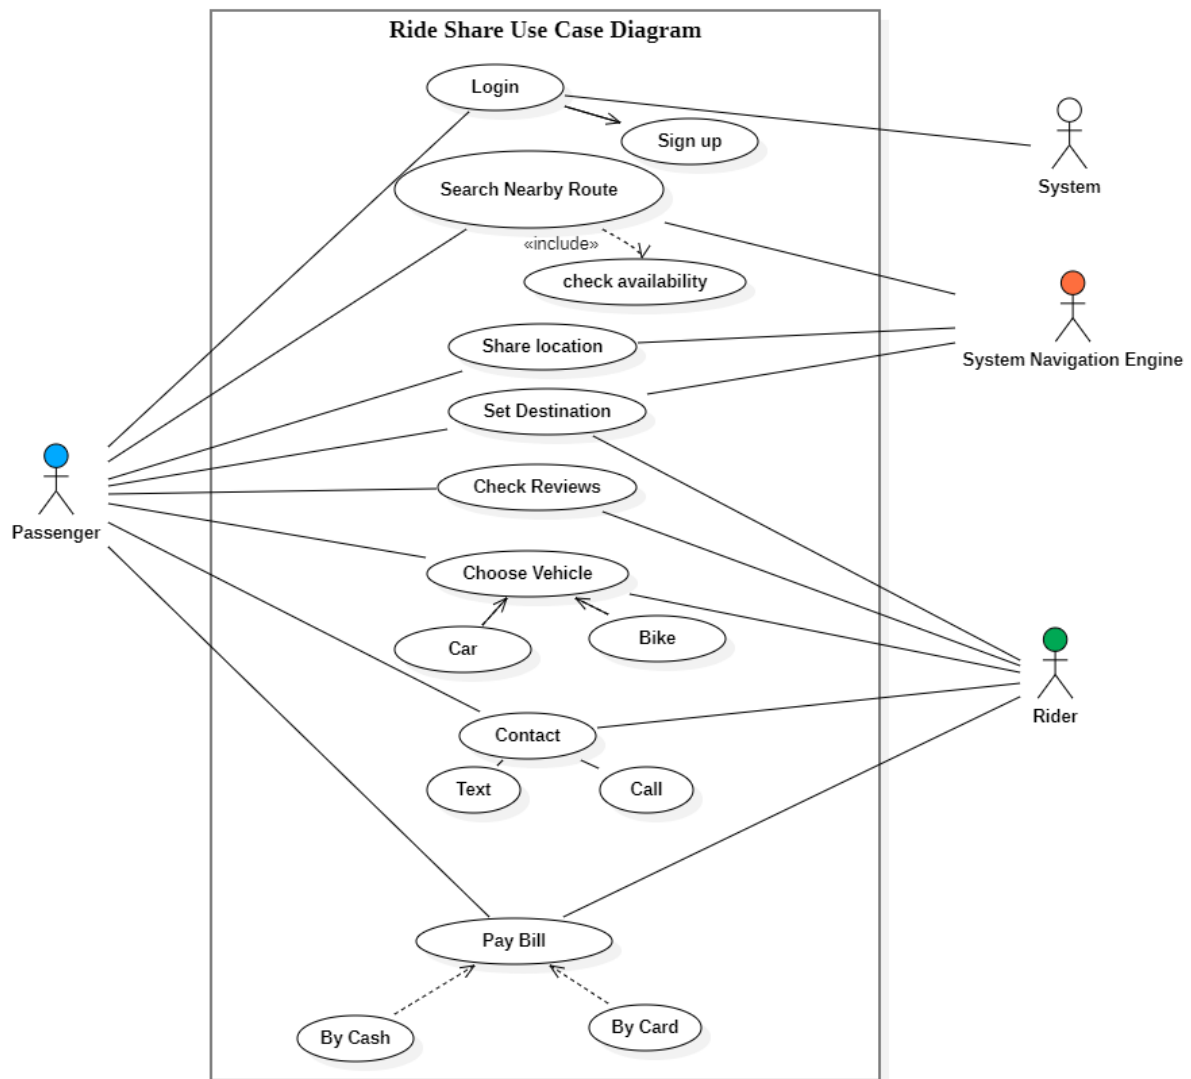 Ride Share Use Case Diagram
Login
Sign up
System
Search Nearby Route
«include»
check availability
Share location
System Navigation Engine
Set Destination
Check Reviews
Passenger
Choose Vehicle
Car
Bike
Rider
Contact
Text
Call
Pay Bill
By Cash
By Card